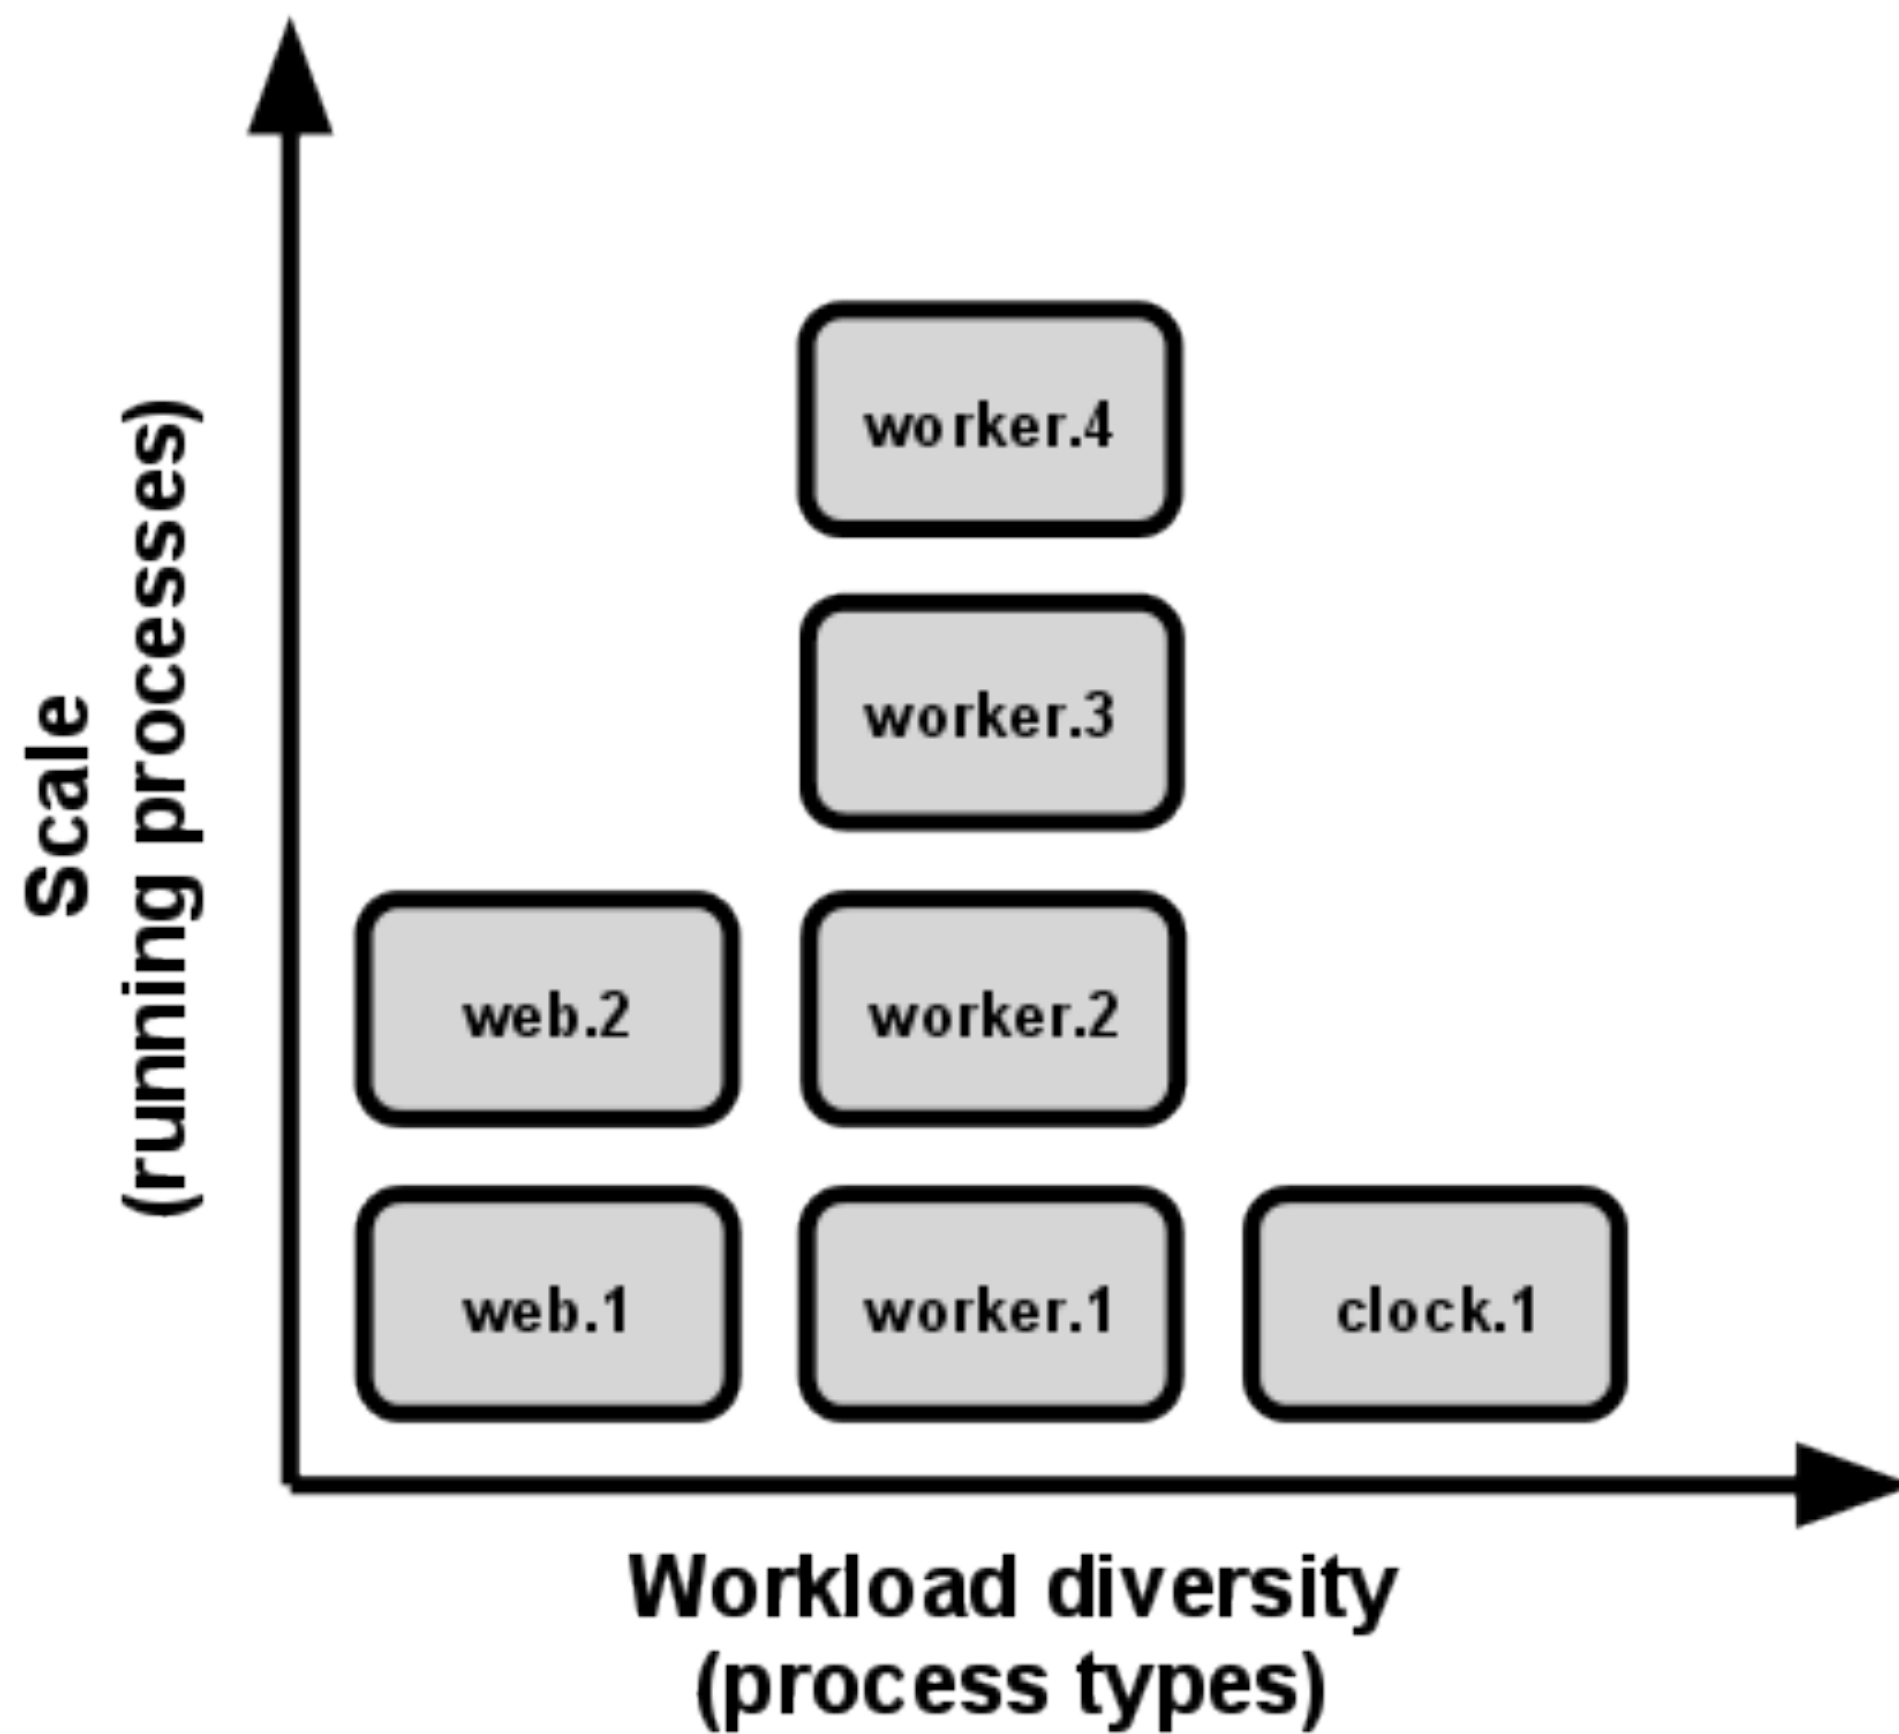 Scale
(running processes)
worker.4
worker.3
web.2
worker.2
web.1
worker.1
clock.1
Workload diversity
(process types)